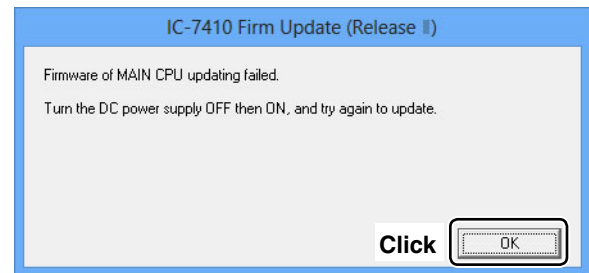 IC-7410 Firm Update (Release )
Firmware of MAIN CPU updating failed.
Turn the DC power supply OFF then ON, and try again to update.
Click
OK